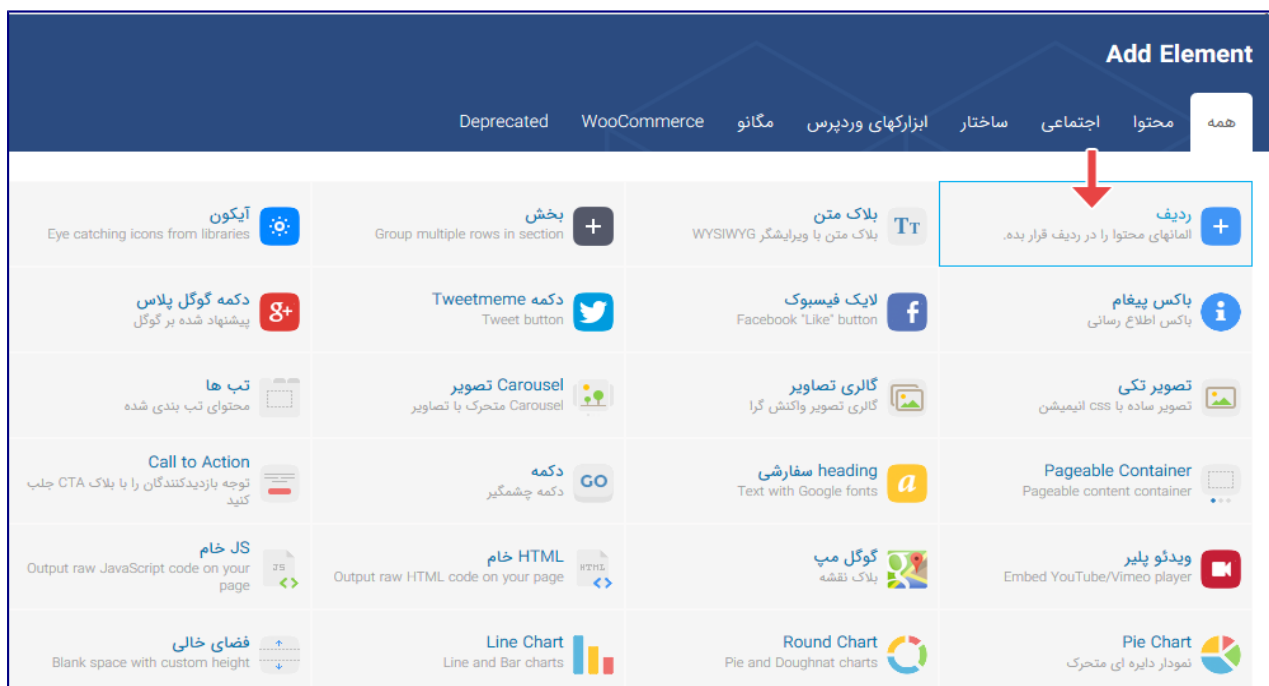 Add Element
همه
محتوا
اجتماعی
ساختار
ابزارکهای وردپرس
مگانو
WooCommerce
Deprecated
ردیف
المانهای محتوا را در ردیف قرار بده.
بلاک متن
بلاک متن با ویرایشگر WYSIWYG
بخش
Group multiple rows in section
آیکون
Eye catching icons from libraries
باکس پیغام
باکس اطلاع رسانی
لایک فیسبوک
Facebook "Like" button
دکمه Tweetmeme
Tweet button
دکمه گوگل پلاس
پیشنهاد شده بر گوگل
تصویر تکی
تصویر ساده با css انیمیشن
گالری تصاویر
گالری تصویر واکنش گرا
Carousel تصویر
Carousel متحرک با تصاویر
تب ها
محتوای تب بندی شده
Pageable Container
Pageable content container
heading سفارشی
Text with Google fonts
دکمه
دکمه چشمگیر
GO
Call to Action
توجه بازدیدکنندگان را با بلاک CTA جلب
کنید
ویدئو پلیر
Embed YouTube/Vimeo player
گوگل مپ
بلاک نقشه
HTML خام
Output raw HTML code on your page
HTML
JS خام
Output raw JavaScript code on your
page
JS
Pie Chart
نمودار دایره ای متحرک
Round Chart
Pie and Doughnat charts
Line Chart
Line and Bar charts
فضای خالی
Blank space with custom height